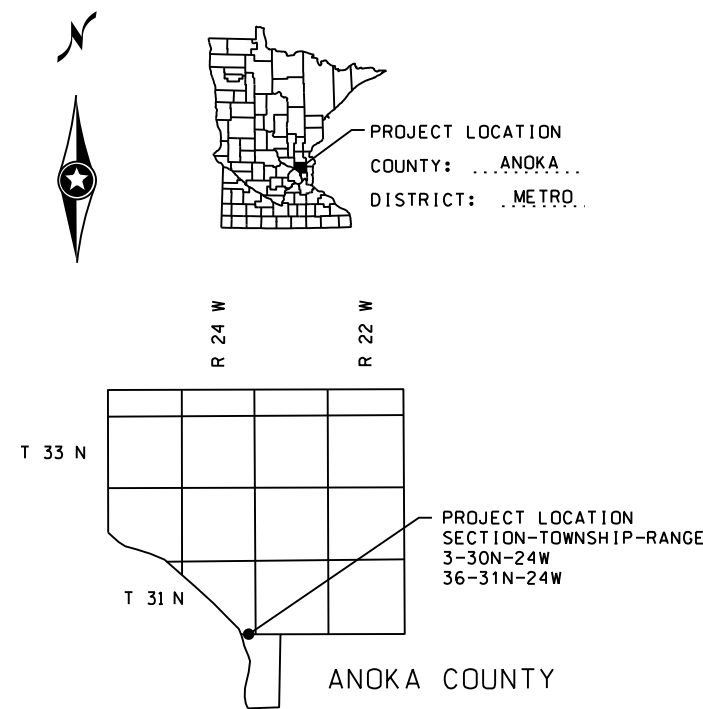 N
PROJECT LOCATION
COUNTY: ANOKA
DISTRICT: METRO
R 24 W
R 22 W
T 33 N
PROJECT LOCATION
SECTION-TOWNSHIP-RANGE
3-30N-24W
36-31N-24W
T 31 N
ANOKA COUNTY